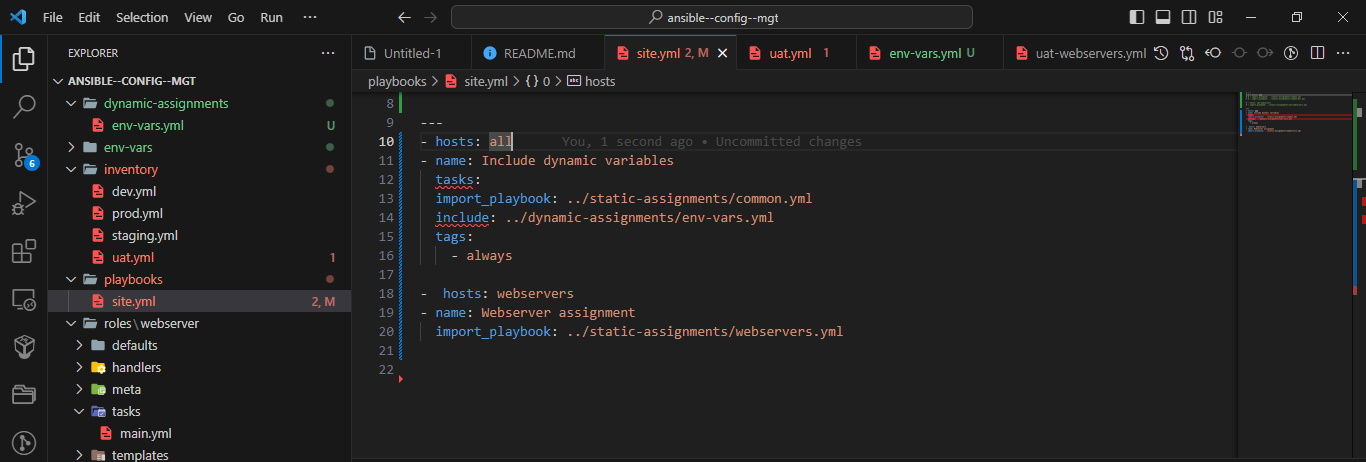 File Edit Selection View Go Run ··· ansible--config--mgt
EXPLORER ···
Untitled-1 README.md site.yml 2, M uat.yml 1 env-vars.yml U uat-webservers.yml ···
ANSIBLE--CONFIG--MGT
dynamic-assignments
env-vars.yml U
env-vars
inventory
dev.yml
prod.yml
staging.yml
uat.yml 1
playbooks
site.yml 2, M
roles\webserver
defaults
handlers
meta
tasks
main.yml
templates
6
playbooks > site.yml > {} 0 > abc hosts
8
9 ---
10 - hosts: all You, 1 second ago • Uncommitted changes
11 - name: Include dynamic variables
12 tasks:
13 import_playbook: ../static-assignments/common.yml
14 include: ../dynamic-assignments/env-vars.yml
15 tags:
16 - always
17
18 -  hosts: webservers
19 - name: Webserver assignment
20 import_playbook: ../static-assignments/webservers.yml
21
22